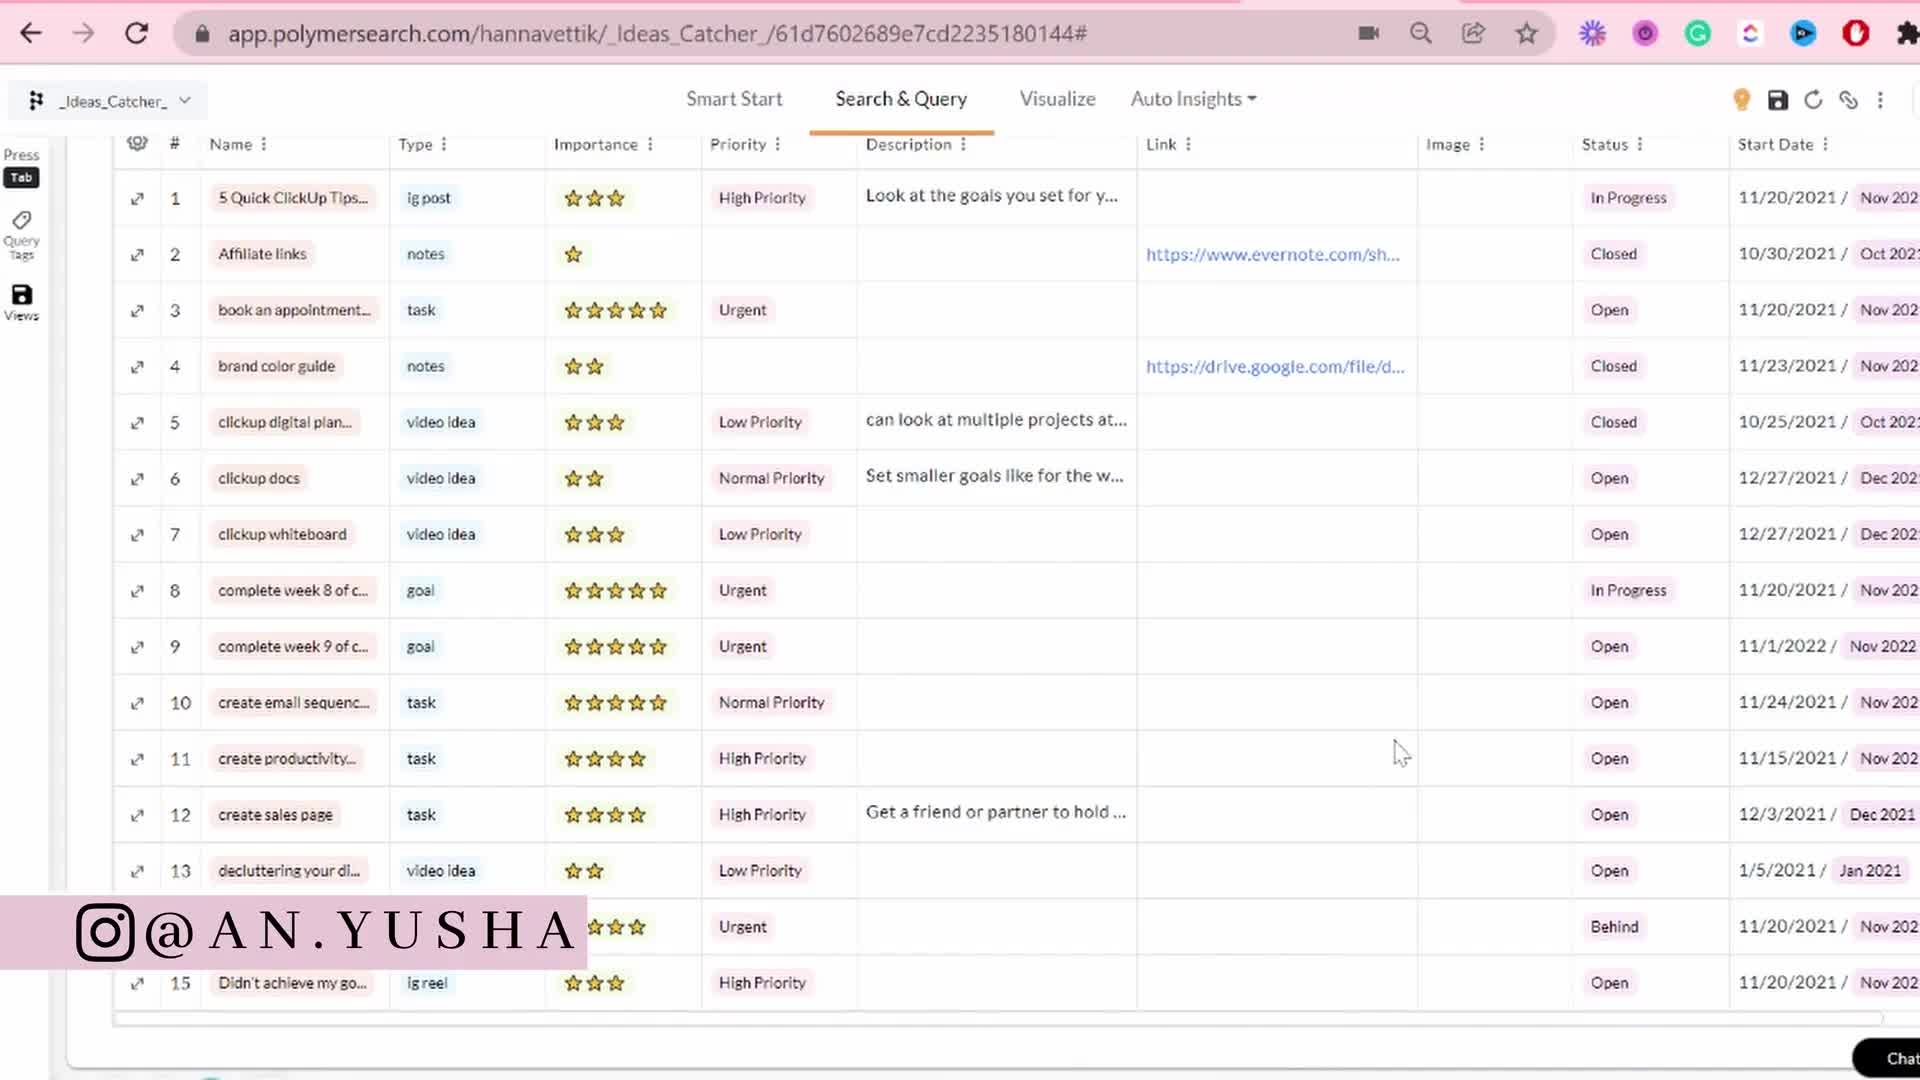 app.polymersearch.com/hannavettik/_Ideas_Catcher_/61d7602689e7cd2235180144#
_Ideas_Catcher_
Smart Start Search & Query Visualize Auto Insights
Press
Tab
Query
Tags
Views
# Name Type Importance Priority Description Link Image Status Start Date
1 5 Quick ClickUp Tips... ig post High Priority Look at the goals you set for y... In Progress 11/20/2021 / Nov 202
2 Affiliate links notes https://www.evernote.com/sh... Closed 10/30/2021 / Oct 2021
3 book an appointment... task Urgent Open 11/20/2021 / Nov 202
4 brand color guide notes https://drive.google.com/file/d... Closed 11/23/2021 / Nov 202
5 clickup digital plan... video idea Low Priority can look at multiple projects at... Closed 10/25/2021 / Oct 2021
6 clickup docs video idea Normal Priority Set smaller goals like for the w... Open 12/27/2021 / Dec 202
7 clickup whiteboard video idea Low Priority Open 12/27/2021 / Dec 202
8 complete week 8 of c... goal Urgent In Progress 11/20/2021 / Nov 202
9 complete week 9 of c... goal Urgent Open 11/1/2022 / Nov 2022
10 create email sequenc... task Normal Priority Open 11/24/2021 / Nov 202
11 create productivity... task High Priority Open 11/15/2021 / Nov 202
12 create sales page task High Priority Get a friend or partner to hold ... Open 12/3/2021 / Dec 2021
13 decluttering your di... video idea Low Priority Open 1/5/2021 / Jan 2021
@AN.YUSHA Urgent Behind 11/20/2021 / Nov 202
15 Didn't achieve my go... ig reel High Priority Open 11/20/2021 / Nov 202
Chat